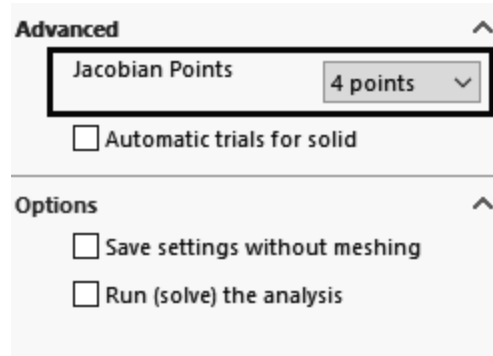 Advanced
Jacobian Points 4 points
Automatic trials for solid
Options
Save settings without meshing
Run (solve) the analysis